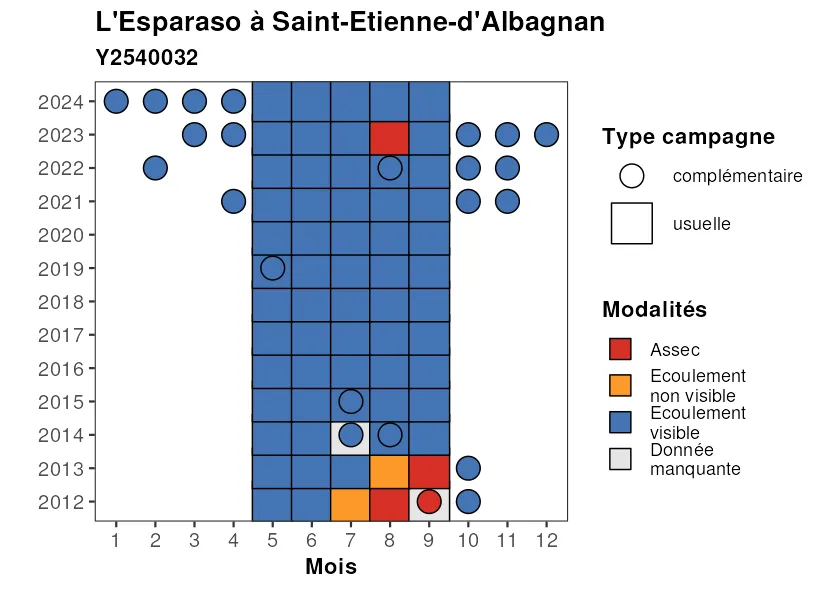 L'Esparaso à Saint-Etienne-d'Albagnan
Y2540032
2024
2023
2022
2021
2020
2019
2018
2017
2016
2015
2014
2013
2012
1 2 3 4 5 6 7 8 9 10 11 12
Mois
Type campagne
complémentaire
usuelle
Modalités
Assec
Ecoulement
non visible
Ecoulement
visible
Donnée
manquante